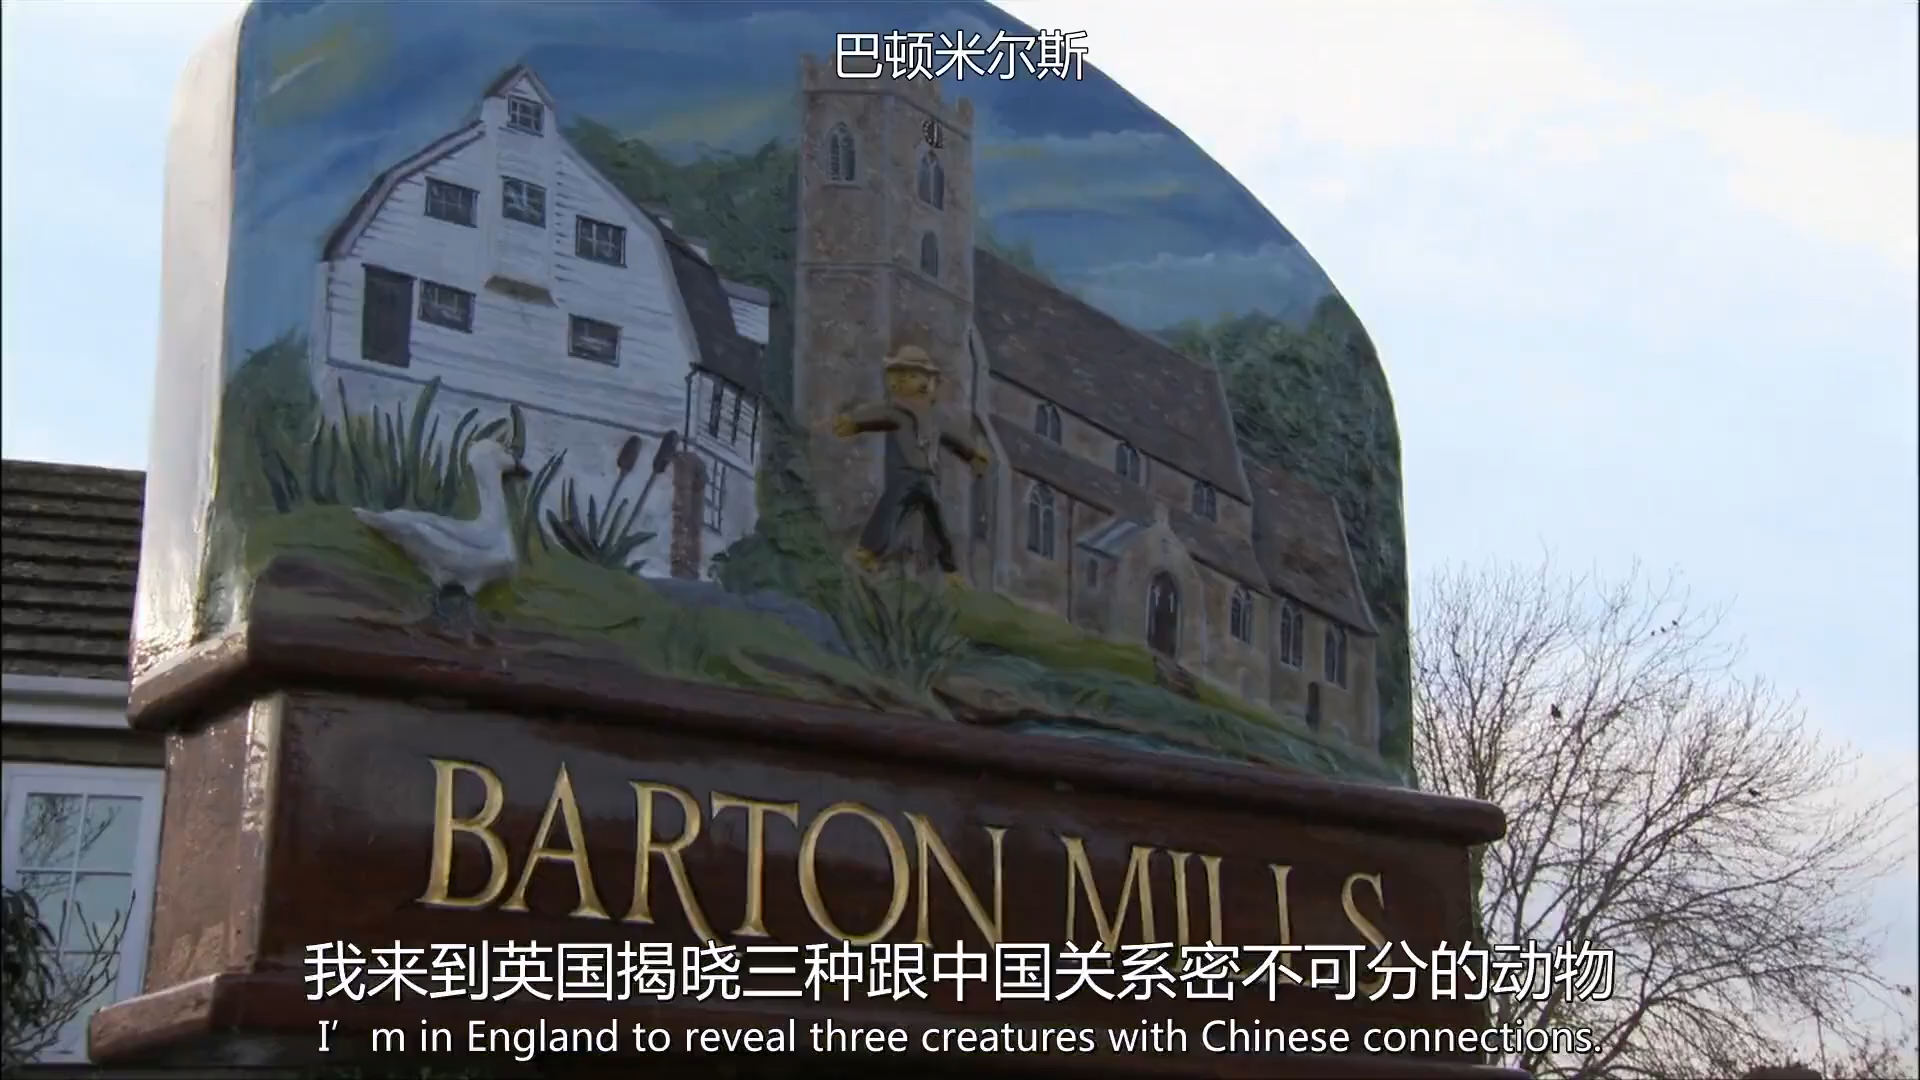 巴顿米尔斯
BARTON MILLS
我来到英国揭晓三种跟中国关系密不可分的动物
I'm in England to reveal three creatures with Chinese connections.